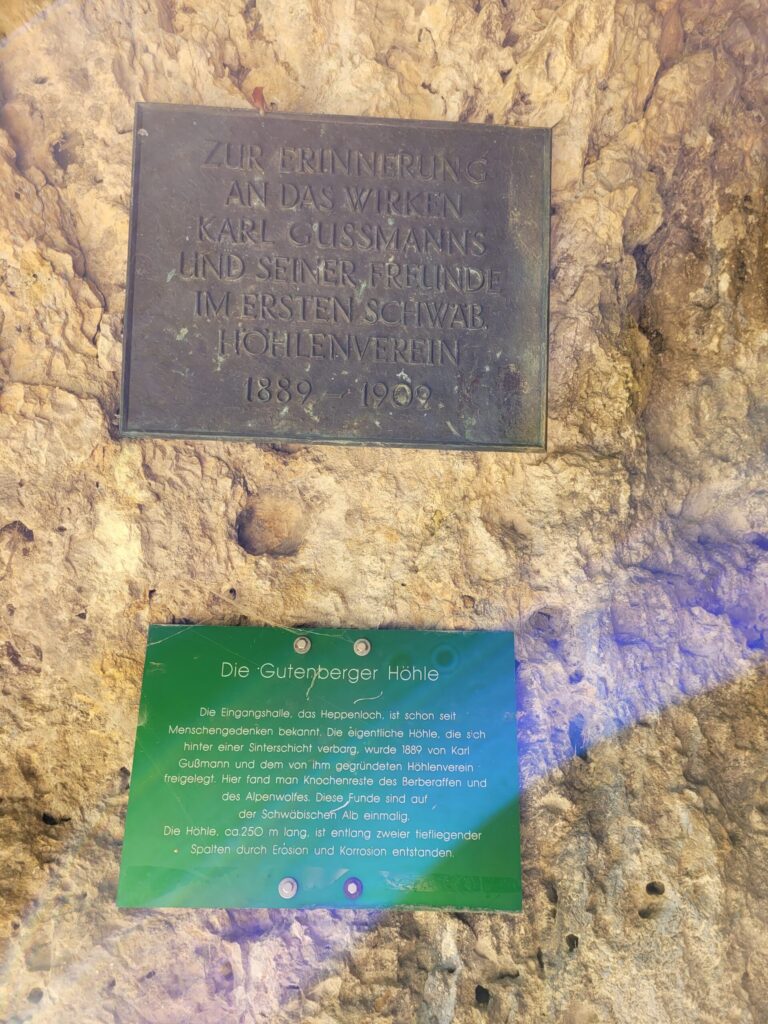 ZUR ERINNERUNG
AN DAS WIRKEN
KARL GUSSMANNS
UND SEINER FREUNDE
IM ERSTEN SCHWÄB.
HÖHLENVEREIN
1889 - 1909
Die Gutenberger Höhle
Die Eingangshalle, das Heppenloch, ist schon seit
Menschengedenken bekannt. Die eigentliche Höhle, die sich
hinter einer Sinterschicht verbarg, wurde 1889 von Karl
Gußmann und dem von ihm gegründeten Höhlenverein
freigelegt. Hier fand man Knochenreste des Berberaffen und
des Alpenwolfes. Diese Funde sind auf
der Schwäbischen Alb einmalig.
Die Höhle, ca.250 m lang, ist entlang zweier tiefliegender
Spalten durch Erosion und Korrosion entstanden.